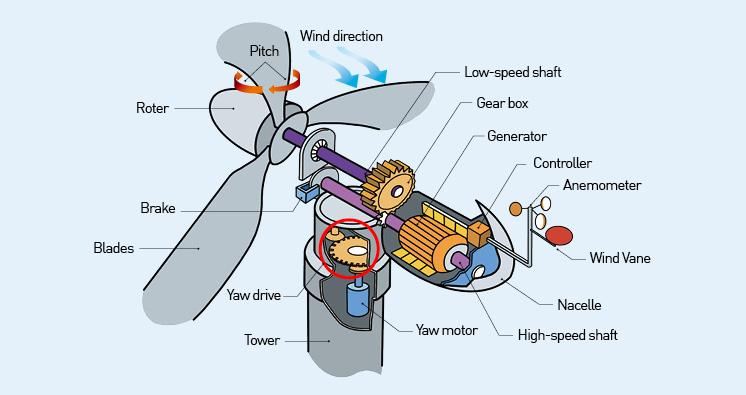 Wind direction
Pitch
Low-speed shaft
Roter
Gear box
Generator
Controller
Anemometer
Brake
Blades
Wind Vane
Yaw drive
Nacelle
Yaw motor
High-speed shaft
Tower